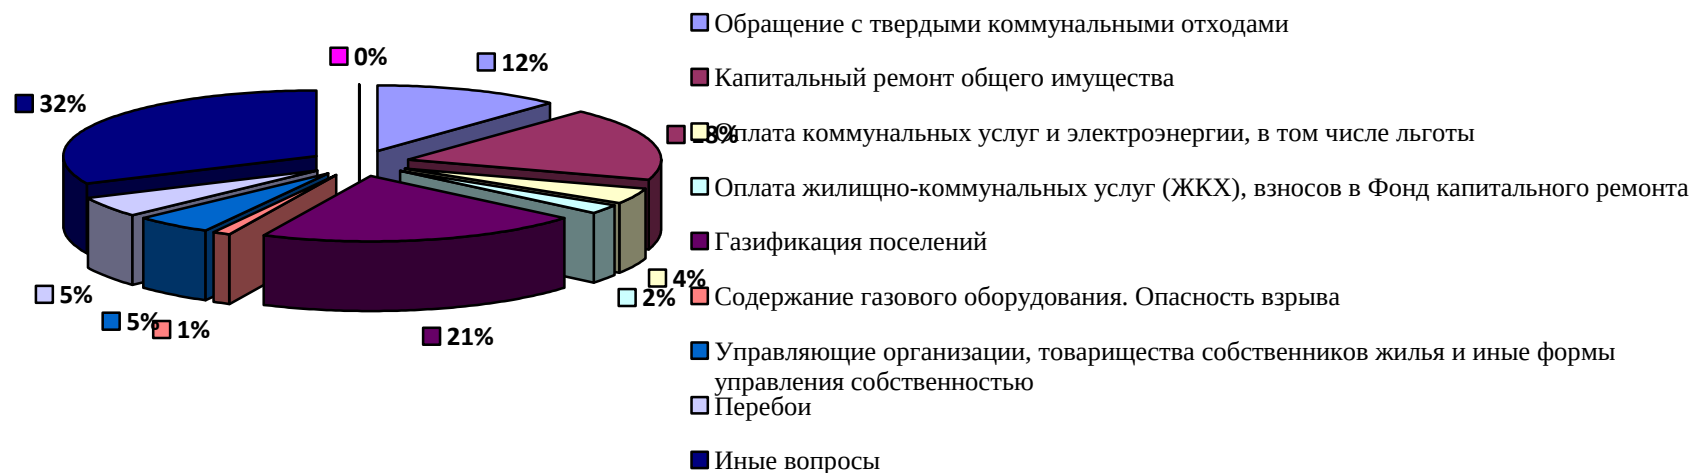 0%
12%
32%
18%
4%
2%
5%
5%
1%
21%
Обращение с твердыми коммунальными отходами
Капитальный ремонт общего имущества
Оплата коммунальных услуг и электроэнергии, в том числе льготы
Оплата жилищно-коммунальных услуг (ЖКХ), взносов в Фонд капитального ремонта
Газификация поселений
Содержание газового оборудования. Опасность взрыва
Управляющие организации, товарищества собственников жилья и иные формы
управления собственностью
Перебои
Иные вопросы